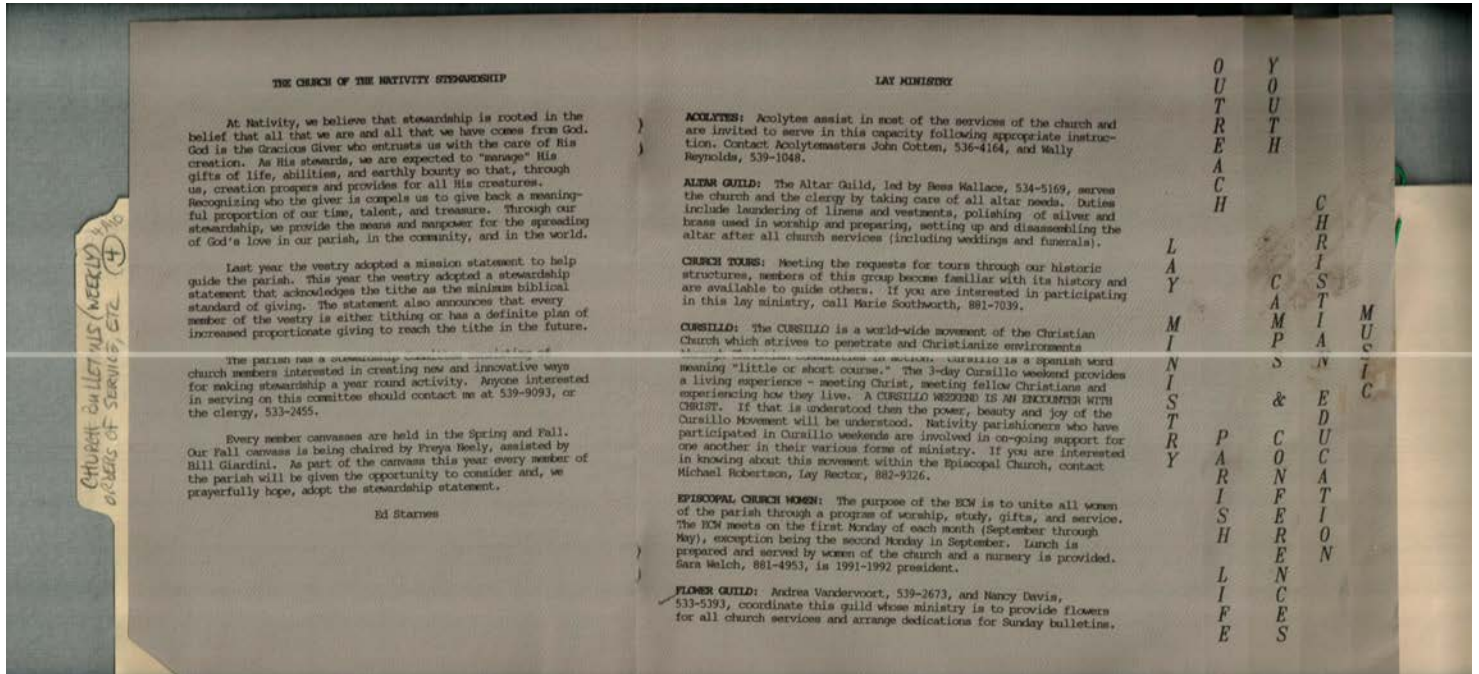 CHURCH BULLETINS (WEEKLY)
ORDERS OF SERVICE, ETC
4
THE CHURCH OF THE NATIVITY STEWARDSHIP
At Nativity, we believe that stewardship is rooted in the
belief that all that we are and all that we have comes from God.
God is the Gracious Giver who entrusts us with the care of His
creation. As His stewards, we are expected to "manage" His
gifts of life, abilities, and earthly bounty so that, through
us, creation prospers and provides for all His creatures.
Recognizing who the giver is compels us to give back a meaning-
ful proportion of our time, talent, and treasure. Through our
stewardship, we provide the means and manpower for the spreading
of God's love in our parish, in the community, and in the world.
Last year the vestry adopted a mission statement to help
guide the parish. This year the vestry adopted a stewardship
statement that acknowledges the tithe as the minimum biblical
standard of giving. The statement also announces that every
member of the vestry is either tithing or has a definite plan of
increased proportionate giving to reach the tithe in the future.
The parish has a stewardship committee consisting of
church members interested in creating new and innovative ways
for making stewardship a year round activity. Anyone interested
in serving on this committee should contact me at 539-9093, or
the clergy, 533-2455.
Every member canvasses are held in the Spring and Fall.
Our Fall canvass is being chaired by Freya Neely, assisted by
Bill Giardini. As part of the canvass this year every member of
the parish will be given the opportunity to consider and, we
prayerfully hope, adopt the stewardship statement.
Ed Starnes
LAY MINISTRY
ACOLYTES: Acolytes assist in most of the services of the church and
are invited to serve in this capacity following appropriate instruc-
tion. Contact Acolytemasters John Cotten, 536-4164, and Wally
Reynolds, 539-1048.
ALTAR GUILD: The Altar Guild, led by Bess Wallace, 534-5169, serves
the church and the clergy by taking care of all altar needs. Duties
include laundering of linens and vestments, polishing of silver and
brass used in worship and preparing, setting up and disassembling the
altar after all church services (including weddings and funerals).
CHURCH TOURS: Meeting the requests for tours through our historic
structures, members of this group become familiar with its history and
are available to guide others. If you are interested in participating
in this lay ministry, call Marie Southworth, 881-7039.
CURSILLO: The CURSILLO is a world-wide movement of the Christian
Church which strives to penetrate and Christianize environments
through Christian communities in action. Cursillo is a Spanish word
meaning "little or short course." The 3-day Cursillo weekend provides
a living experience - meeting Christ, meeting fellow Christians and
experiencing how they live. A CURSILLO WEEKEND IS AN ENCOUNTER WITH
CHRIST. If that is understood then the power, beauty and joy of the
Cursillo Movement will be understood. Nativity parishioners who have
participated in Cursillo weekends are involved in on-going support for
one another in their various forms of ministry. If you are interested
in knowing about this movement within the Episcopal Church, contact
Michael Robertson, Lay Rector, 882-9326.
EPISCOPAL CHURCH WOMEN: The purpose of the ECW is to unite all women
of the parish through a program of worship, study, gifts, and service.
The ECW meets on the first Monday of each month (September through
May), exception being the second Monday in September. Lunch is
prepared and served by women of the church and a nursery is provided.
Sara Welch, 881-4953, is 1991-1992 president.
FLOWER GUILD: Andrea Vandervoort, 539-2673, and Nancy Davis,
533-5393, coordinate this guild whose ministry is to provide flowers
for all church services and arrange dedications for Sunday bulletins.
LAY MINISTRY
OUTREACH
PARISH LIFE
YOUTH
CAMPS & CONFERENCES
CHRISTIAN EDUCATION
MUSIC